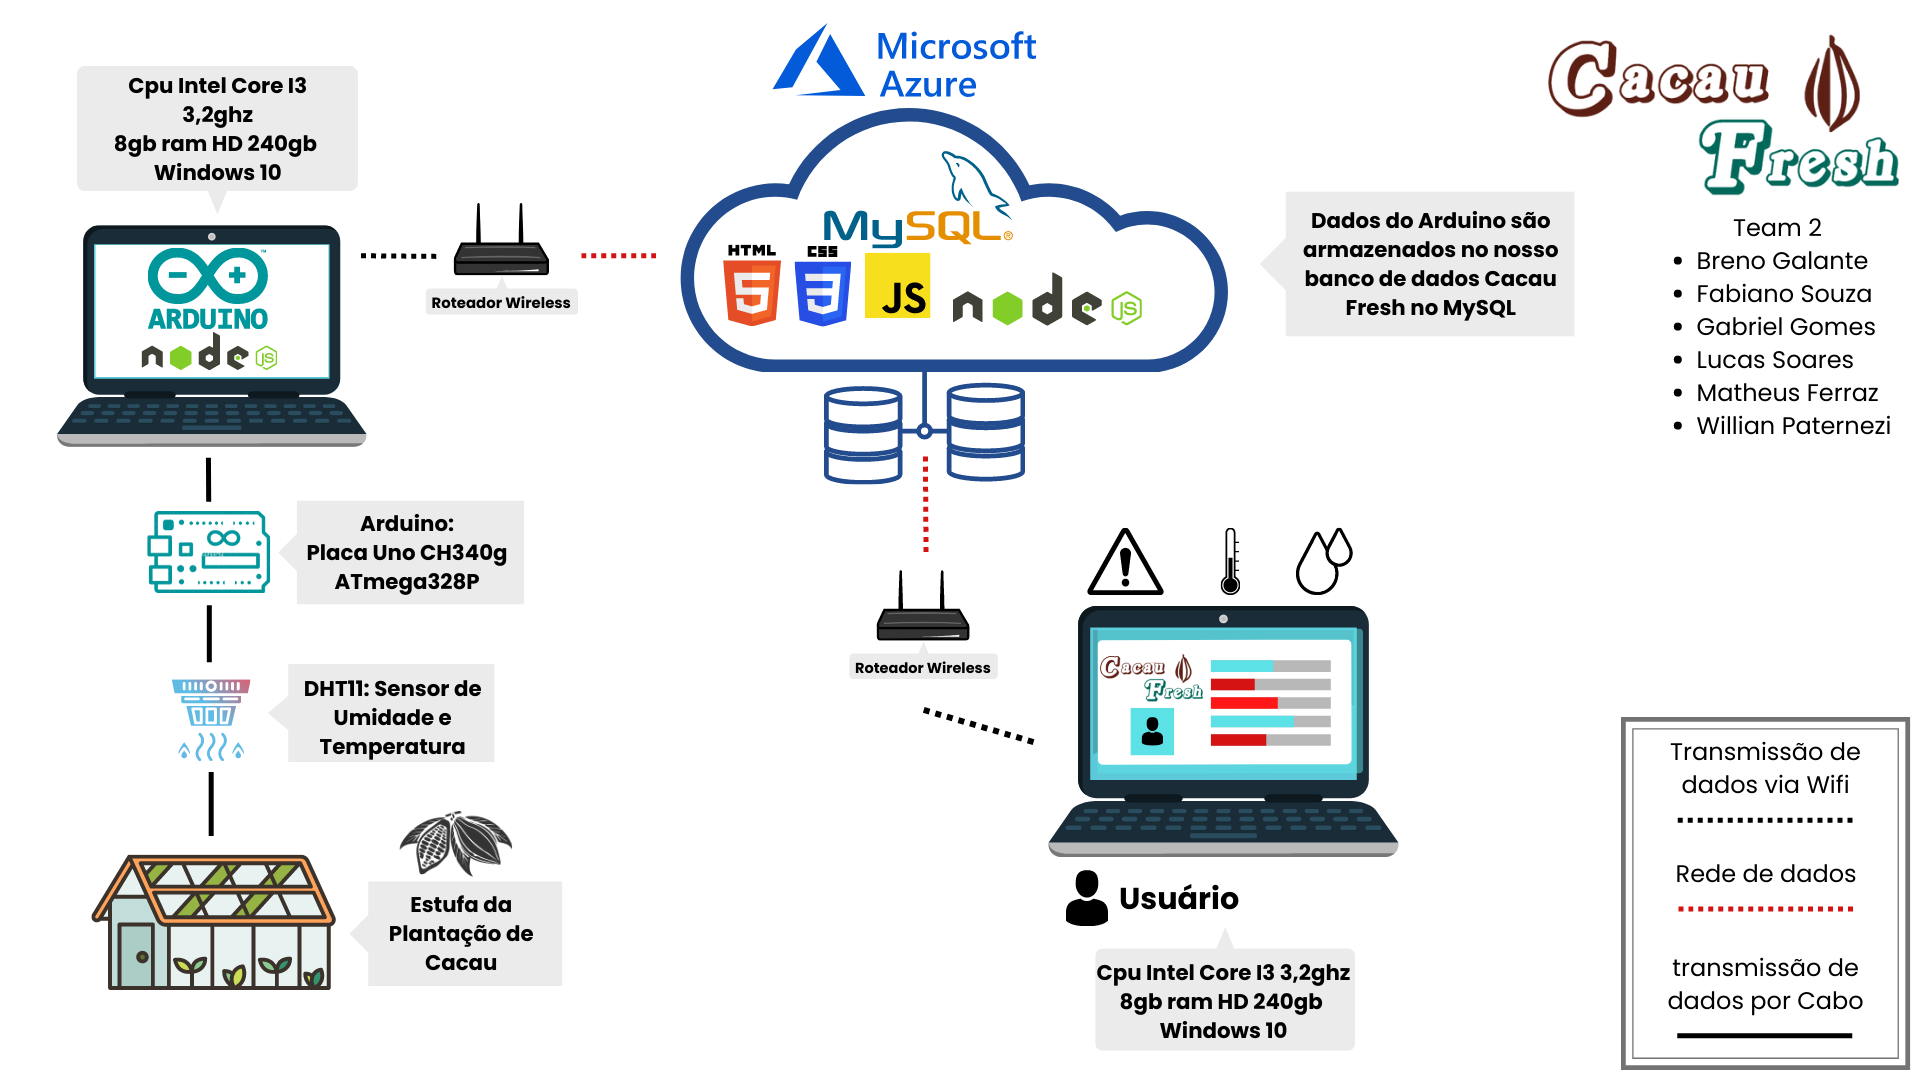 Cpu Intel Core I3
3,2ghz
8gb ram HD 240gb
Windows 10
ARDUINO
node JS
Roteador Wireless
Microsoft
Azure
MySQL
HTML
5
CSS
3
JS
node JS
Dados do Arduino são
armazenados no nosso
banco de dados Cacau
Fresh no MySQL
Cacau
Fresh
Team 2
Breno Galante
Fabiano Souza
Gabriel Gomes
Lucas Soares
Matheus Ferraz
Willian Paternezi
Arduino:
Placa Uno CH340g
ATmega328P
DHT11: Sensor de
Umidade e
Temperatura
Estufa da
Plantação de
Cacau
Roteador Wireless
Cacau
Fresh
Usuário
Cpu Intel Core I3 3,2ghz
8gb ram HD 240gb
Windows 10
Transmissão de
dados via Wifi
Rede de dados
transmissão de
dados por Cabo